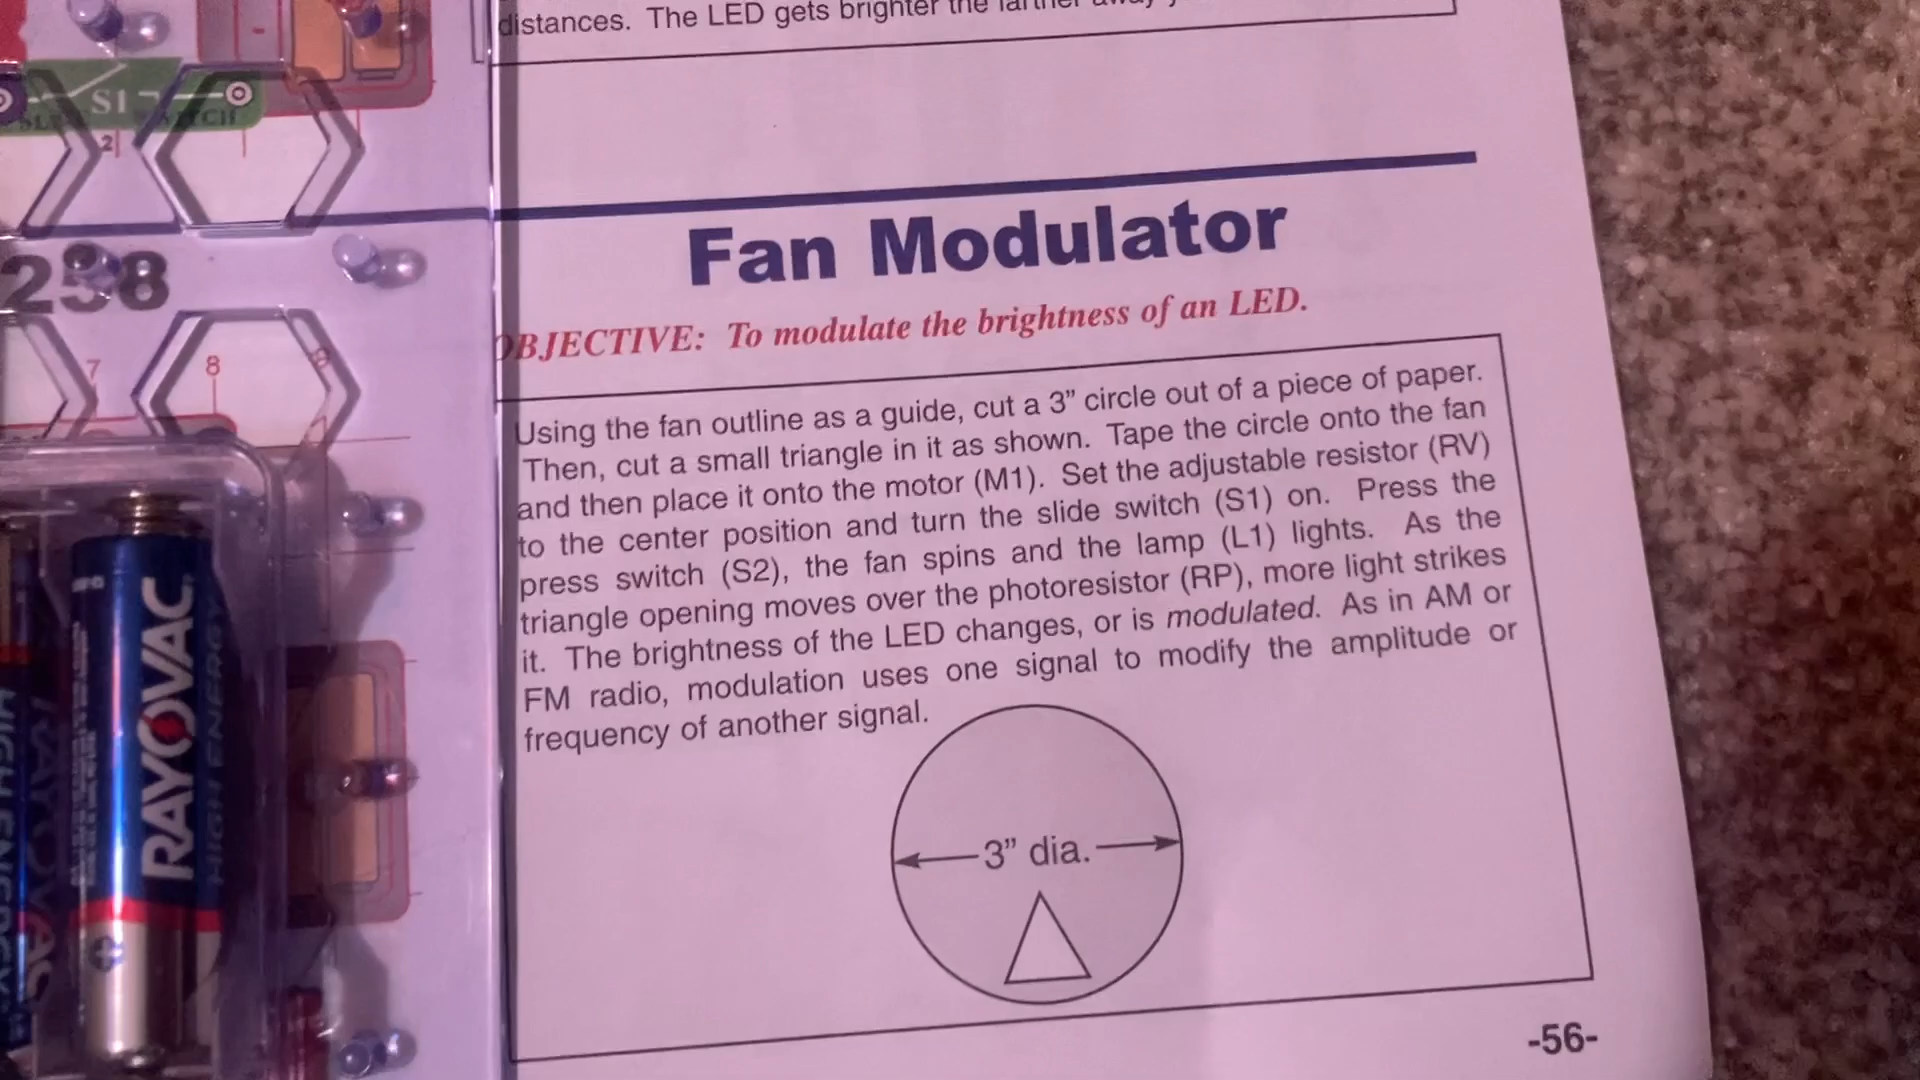 distances. The LED gets brighter the farther away
S1
2
258
Fan Modulator
OBJECTIVE: To modulate the brightness of an LED.
7
8
9
Using the fan outline as a guide, cut a 3” circle out of a piece of paper.
Then, cut a small triangle in it as shown. Tape the circle onto the fan
and then place it onto the motor (M1). Set the adjustable resistor (RV)
to the center position and turn the slide switch (S1) on. Press the
press switch (S2), the fan spins and the lamp (L1) lights. As the
triangle opening moves over the photoresistor (RP), more light strikes
it. The brightness of the LED changes, or is modulated. As in AM or
FM radio, modulation uses one signal to modify the amplitude or
frequency of another signal.
3” dia.
RAYOVAC
HIGH ENERGY
-56-